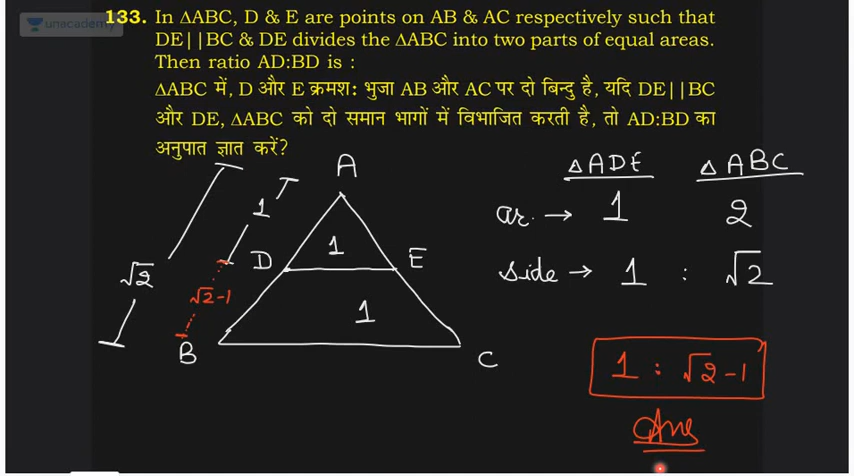 unacademy
133. In ΔABC, D & E are points on AB & AC respectively such that
DE||BC & DE divides the ΔABC into two parts of equal areas.
Then ratio AD:BD is :
ΔABC में, D और E क्रमश: भुजा AB और AC पर दो बिन्दु है, यदि DE||BC
और DE, ΔABC को दो समान भागों में विभाजित करती है, तो AD:BD का
अनुपात ज्ञात करें?
A
ΔADE ΔABC
1
ar. → 1 2
1
D E
√2
side → 1 : √2
√2-1
1
B C
1 : √2-1
Ans